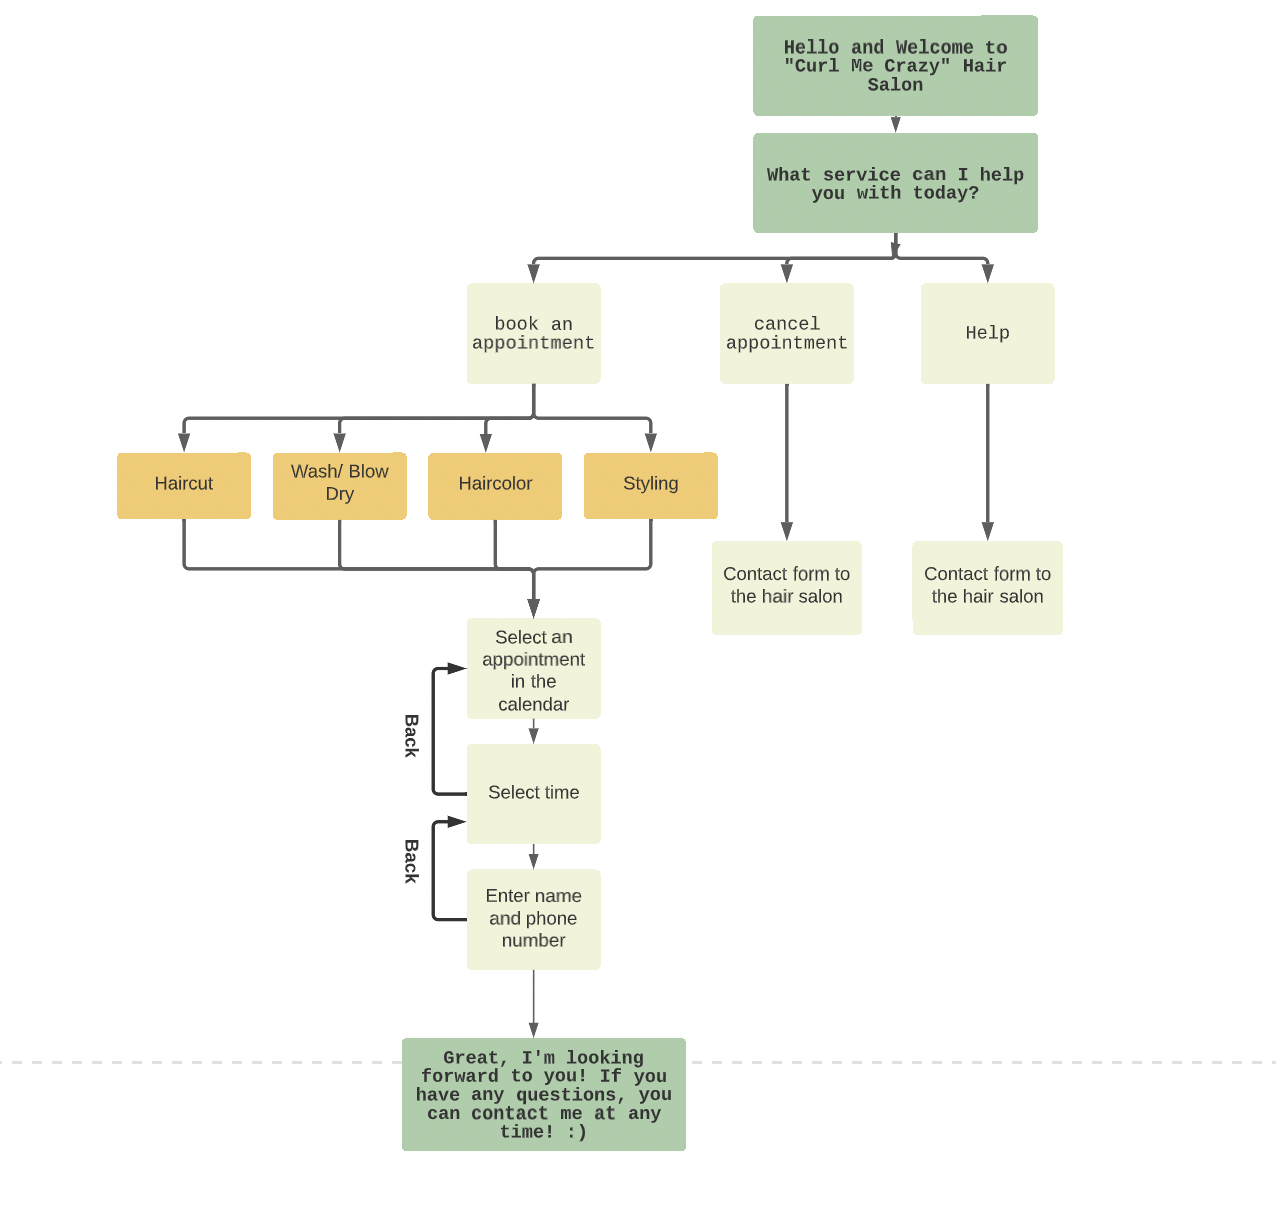 Hello and Welcome to
"Curl Me Crazy" Hair
Salon
What service can I help
you with today?
book an
appointment
cancel
appointment
Help
Haircut
Wash/ Blow
Dry
Haircolor
Styling
Contact form to
the hair salon
Contact form to
the hair salon
Select an
appointment
in the
calendar
Back
Select time
Back
Enter name
and phone
number
Great, I'm looking
forward to you! If you
have any questions, you
can contact me at any
time! :)